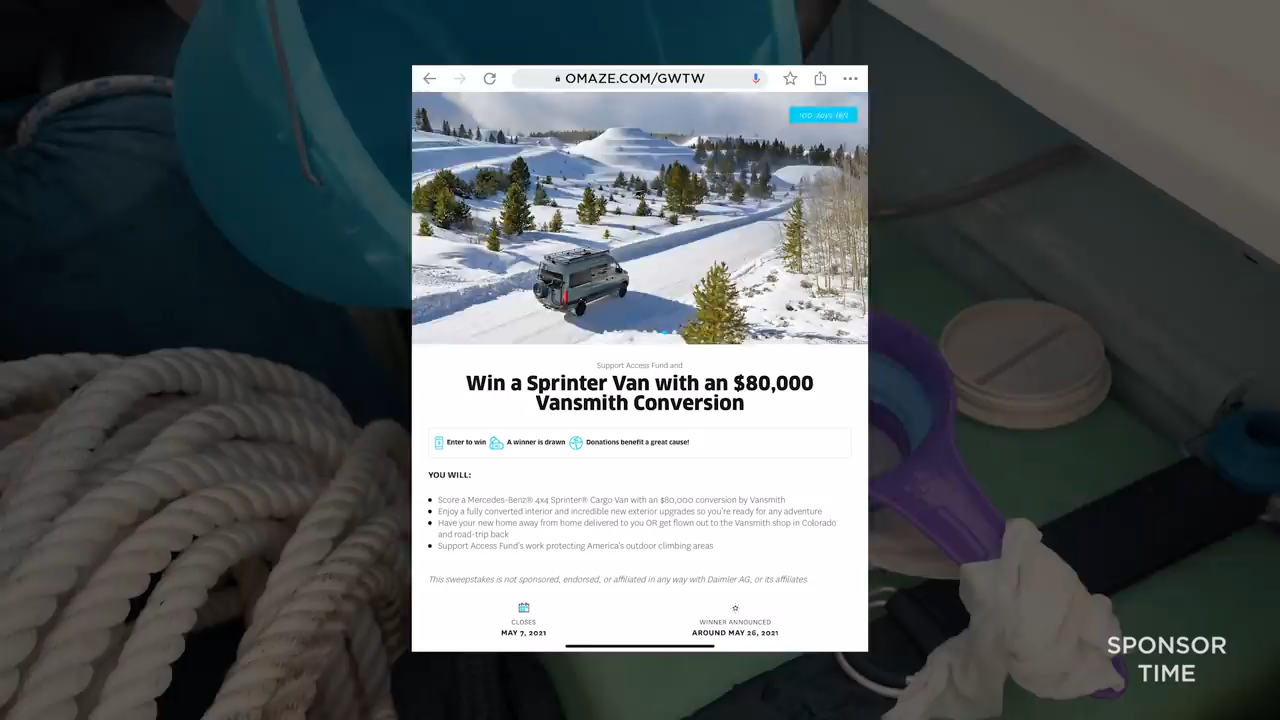 OMAZE.COM/GWTW
Support Access Fund and
Win a Sprinter Van with an $80,000
Vansmith Conversion
Enter to win A winner is drawn Donations benefit a great cause!
YOU WILL:
Score a Mercedes-Benz® 4x4 Sprinter® Cargo Van with an $80,000 conversion by Vansmith
Enjoy a fully converted interior and incredible new exterior upgrades so you're ready for any adventure
Have your new home away from home delivered to you OR get flown out to the Vansmith shop in Colorado
and road-trip back
Support Access Fund's work protecting America's outdoor climbing areas
This sweepstakes is not sponsored, endorsed, or affiliated in any way with Daimler AG, or its affiliates.
CLOSES WINNER ANNOUNCED
MAY 7, 2021 AROUND MAY 26, 2021
SPONSOR
TIME